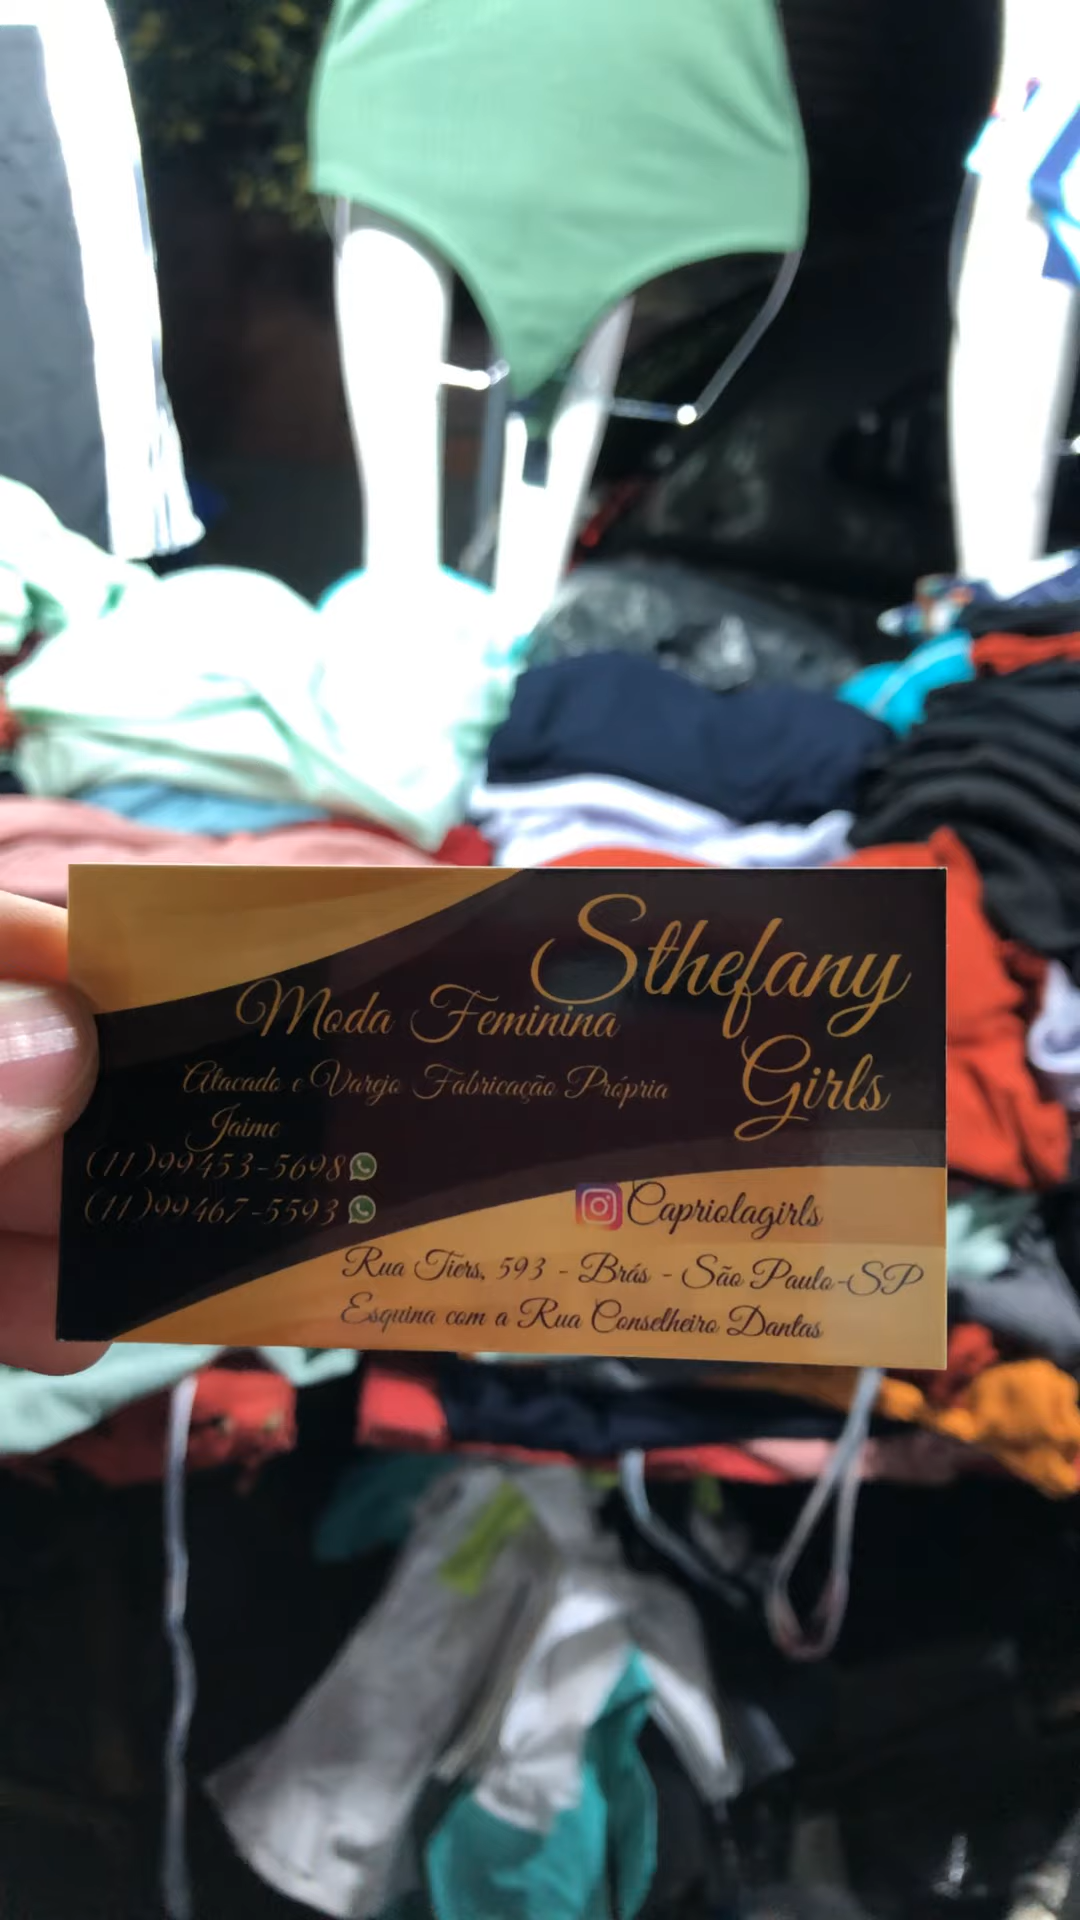 Sthefany
Girls
Moda Feminina
Atacado e Varejo Fabricação Própria
Jaime
(11)99453-5698
(11)99467-5593
Capriolagirls
Rua Tiers, 593 - Brás - São Paulo-SP
Esquina com a Rua Conselheiro Dantas